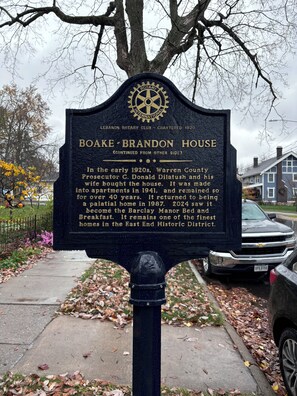 LEBANON ROTARY CLUB - CHARTERED 1925
BOAKE-BRANDON HOUSE
(CONTINUED FROM OTHER SIDE)
In the early 1920s, Warren County
Prosecutor C. Donald Dilatush and his
wife bought the house. It was made
into apartments in 1941, and remained so
for over 40 years. It returned to being
a palatial home in 1987. 2024 saw it
become the Barclay Manor Bed and
Breakfast. It remains one of the finest
homes in the East End Historic District.